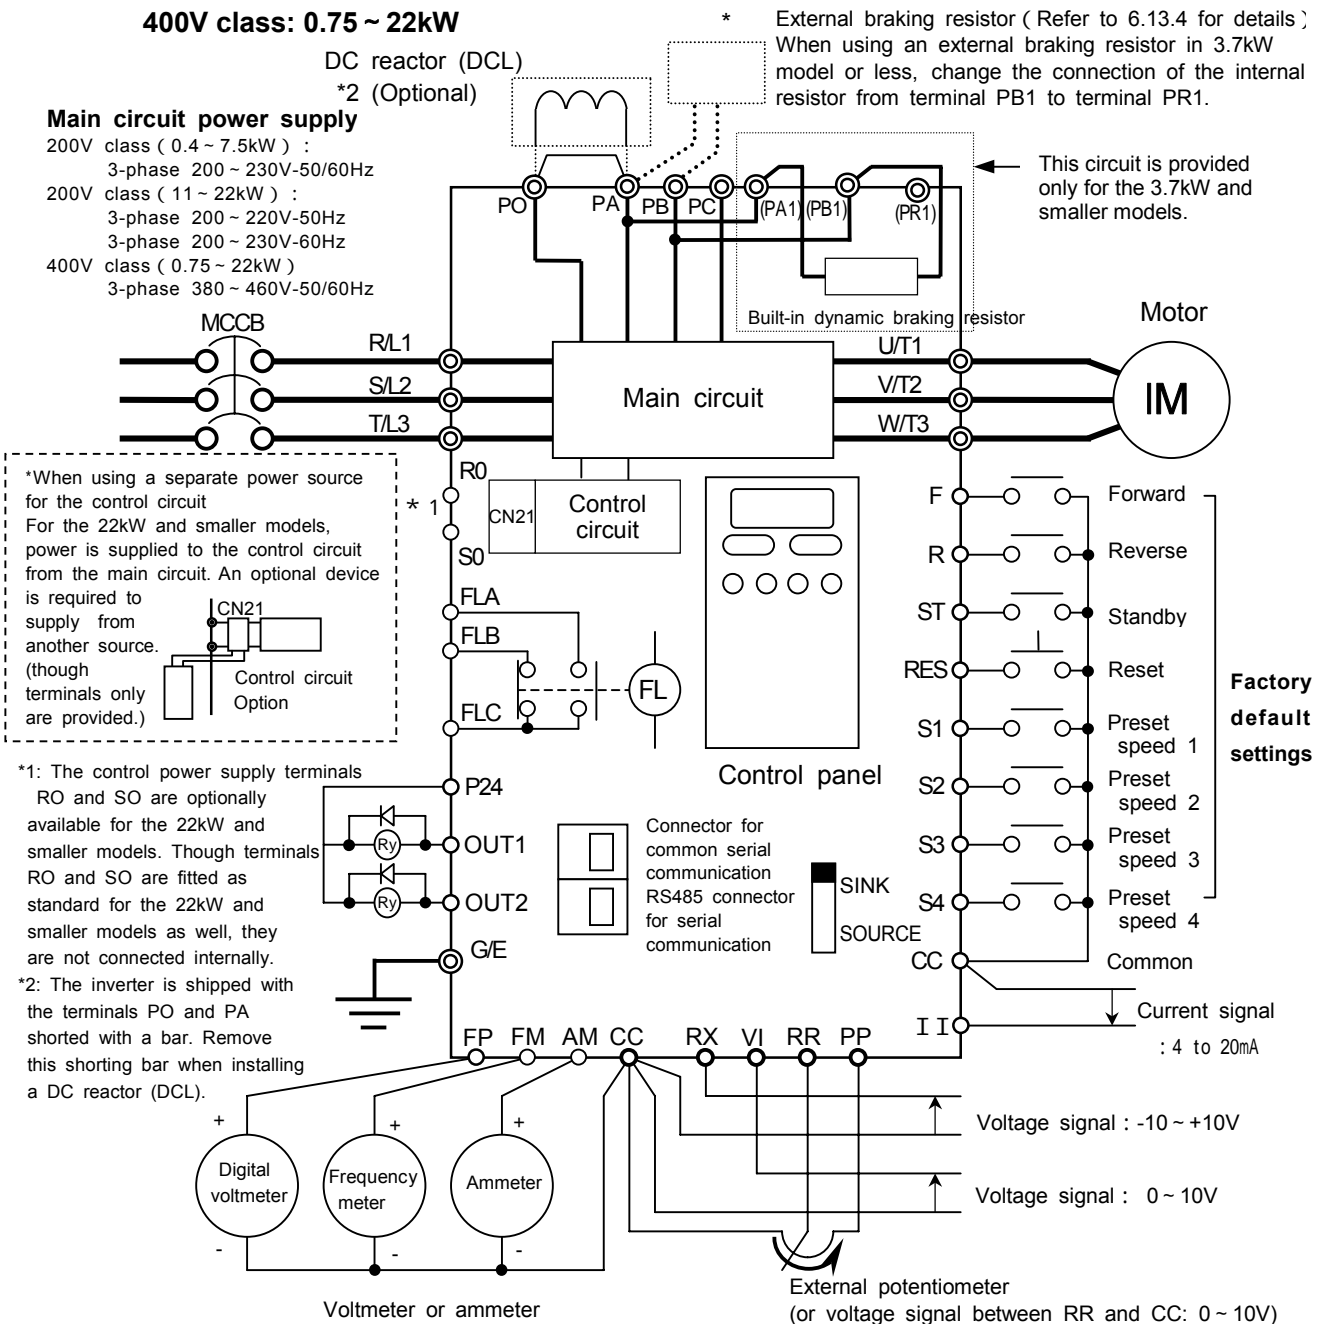 400V class: 0.75 ~ 22kW
* External braking resistor ( Refer to 6.13.4 for details )
When using an external braking resistor in 3.7kW
model or less, change the connection of the internal
resistor from terminal PB1 to terminal PR1.
DC reactor (DCL)
*2 (Optional)
Main circuit power supply
200V class ( 0.4 ~ 7.5kW ) :
3-phase 200 ~ 230V-50/60Hz
200V class ( 11 ~ 22kW ) :
3-phase 200 ~ 220V-50Hz
3-phase 200 ~ 230V-60Hz
400V class ( 0.75 ~ 22kW )
3-phase 380 ~ 460V-50/60Hz
This circuit is provided
only for the 3.7kW and
smaller models.
PO PA PB PC (PA1) (PB1) (PR1)
Built-in dynamic braking resistor
MCCB
Motor
R/L1
S/L2
T/L3
Main circuit
U/T1
V/T2
W/T3
IM
*When using a separate power source
for the control circuit
For the 22kW and smaller models,
power is supplied to the control circuit
from the main circuit. An optional device
is required to
supply from
another source.
(though
terminals only
are provided.)
CN21
Control circuit
Option
* 1
R0
S0
CN21
Control
circuit
FLA
FLB
FLC
FL
Control panel
F
Forward
R
Reverse
ST
Standby
RES
Reset
S1
Preset
speed 1
S2
Preset
speed 2
S3
Preset
speed 3
S4
Preset
speed 4
CC
Common
Factory
default
settings
*1: The control power supply terminals
RO and SO are optionally
available for the 22kW and
smaller models. Though terminals
RO and SO are fitted as
standard for the 22kW and
smaller models as well, they
are not connected internally.
*2: The inverter is shipped with
the terminals PO and PA
shorted with a bar. Remove
this shorting bar when installing
a DC reactor (DCL).
P24
Ry
OUT1
Ry
OUT2
G/E
Connector for
common serial
communication
RS485 connector
for serial
communication
SINK
SOURCE
II
Current signal
: 4 to 20mA
FP FM AM CC RX VI RR PP
+ + +
Digital
voltmeter
Frequency
meter
Ammeter
- - -
Voltmeter or ammeter
Voltage signal : -10 ~ +10V
Voltage signal : 0 ~ 10V
External potentiometer
(or voltage signal between RR and CC: 0 ~ 10V)